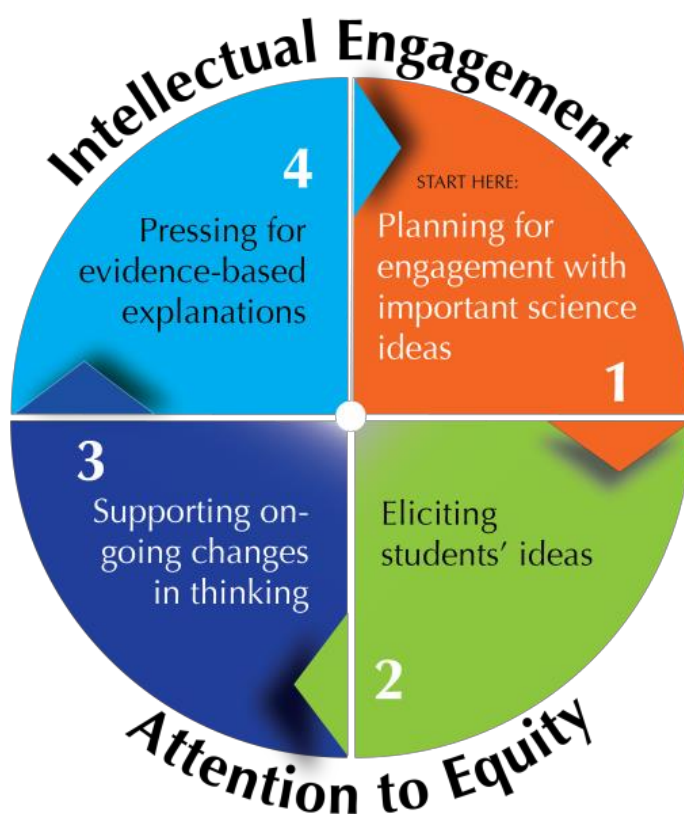 Intellectual Engagement
START HERE:
Planning for
engagement with
important science
ideas
1
Eliciting
students’ ideas
2
3
Supporting on-
going changes
in thinking
4
Pressing for
evidence-based
explanations
Attention to Equity